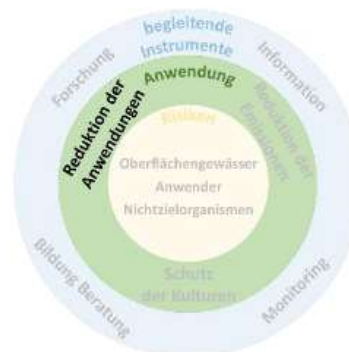 begleitende
Instrumente
Forschung
Information
Anwendung
Reduktion der
Anwendungen
Reduktion der
Emissionen
Risiken
Oberflächengewässer
Anwender
Nichtzielorganismen
Schutz
der Kulturen
Bildung Beratung
Monitoring